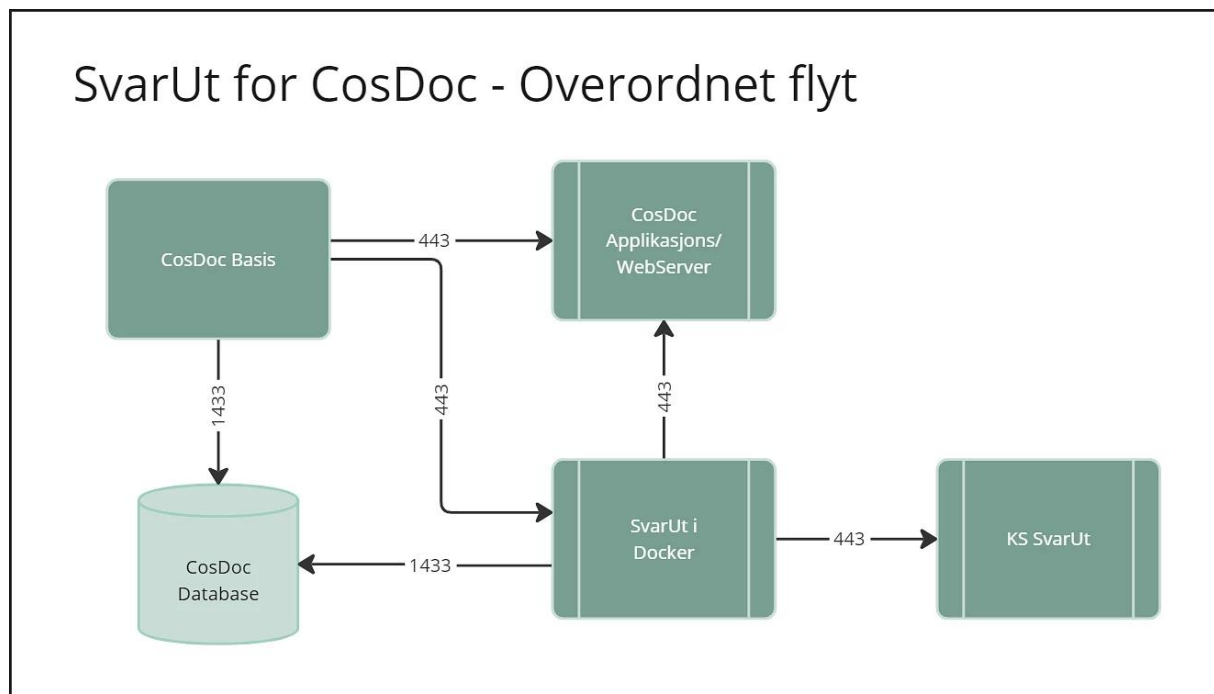 SvarUt for CosDoc - Overordnet flyt
CosDoc Basis
443
CosDoc
Applikasjons/
WebServer
1433
443
443
CosDoc
Database
1433
SvarUt i
Docker
443
KS SvarUt